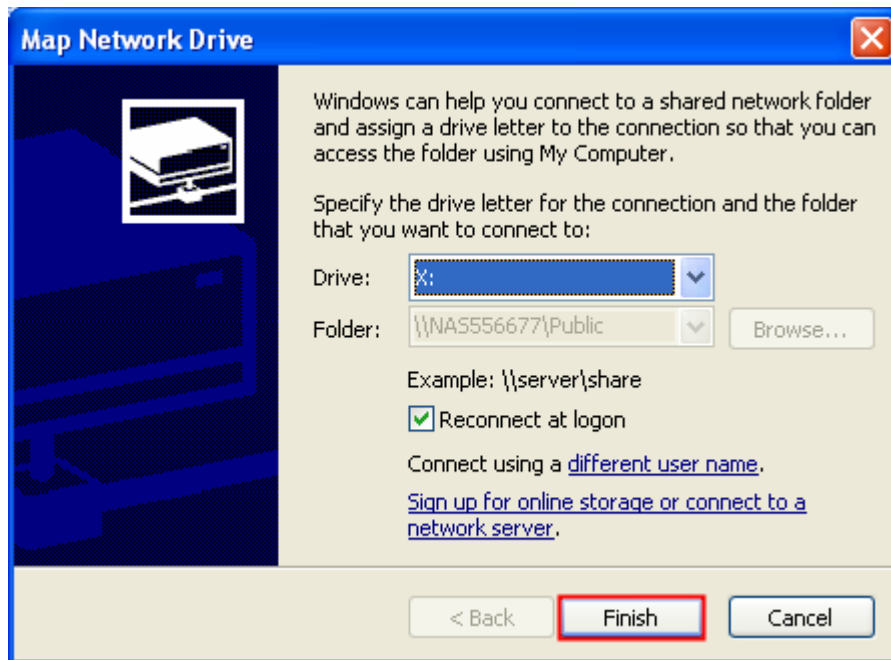 Map Network Drive
Windows can help you connect to a shared network folder
and assign a drive letter to the connection so that you can
access the folder using My Computer.
Specify the drive letter for the connection and the folder
that you want to connect to:
Drive: X:
Folder: \\NAS556677\Public Browse...
Example: \\server\share
Reconnect at logon
Connect using a different user name.
Sign up for online storage or connect to a
network server.
< Back Finish Cancel